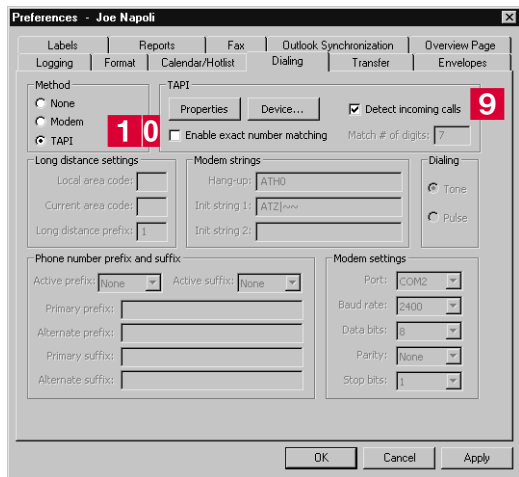 Preferences - Joe Napoli
Labels Reports Fax Outlook Synchronization Overview Page
Logging Format Calendar/Hotlist Dialing Transfer Envelopes
Method
None
Modem
TAPI
10
TAPI
Properties Device... Detect incoming calls
9
Enable exact number matching Match # of digits: 7
Long distance settings
Local area code:
Current area code:
Long distance prefix: 1
Modem strings
Hang-up: ATH0
Init string 1: ATZ|~~
Init string 2:
Dialing
Tone
Pulse
Phone number prefix and suffix
Active prefix: None Active suffix: None
Primary prefix:
Alternate prefix:
Primary suffix:
Alternate suffix:
Modem settings
Port: COM2
Baud rate: 2400
Data bits: 8
Parity: None
Stop bits: 1
OK Cancel Apply